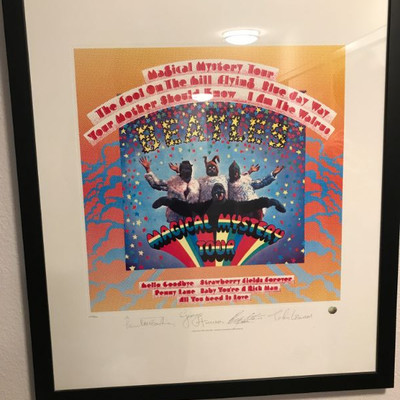 Magical Mystery Tour
The Fool On The Hill Flying Blue Jay Way
Your Mother Should Know I Am The Walrus
BEATLES
MAGICAL MYSTERY
TOUR
Hello Goodbye Strawberry Fields Forever
Penny Lane Baby You're A Rich Man
All You Need Is Love